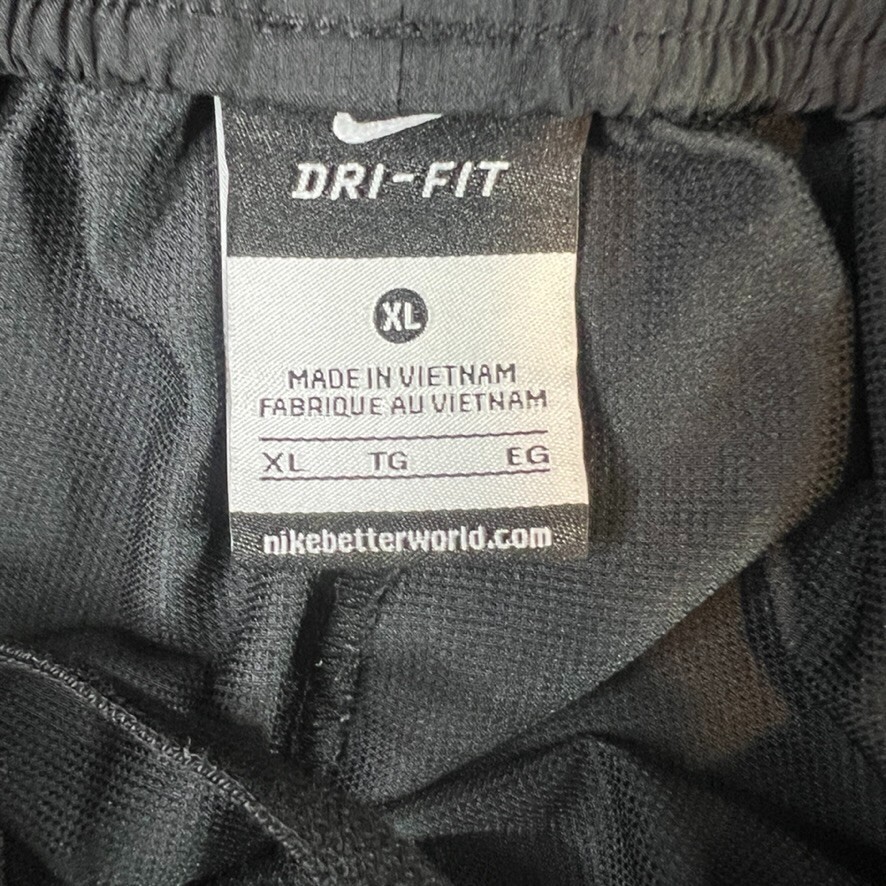 DRI-FIT
XL
MADE IN VIETNAM
FABRIQUE AU VIETNAM
XL TG EG
nikebetterworld.com